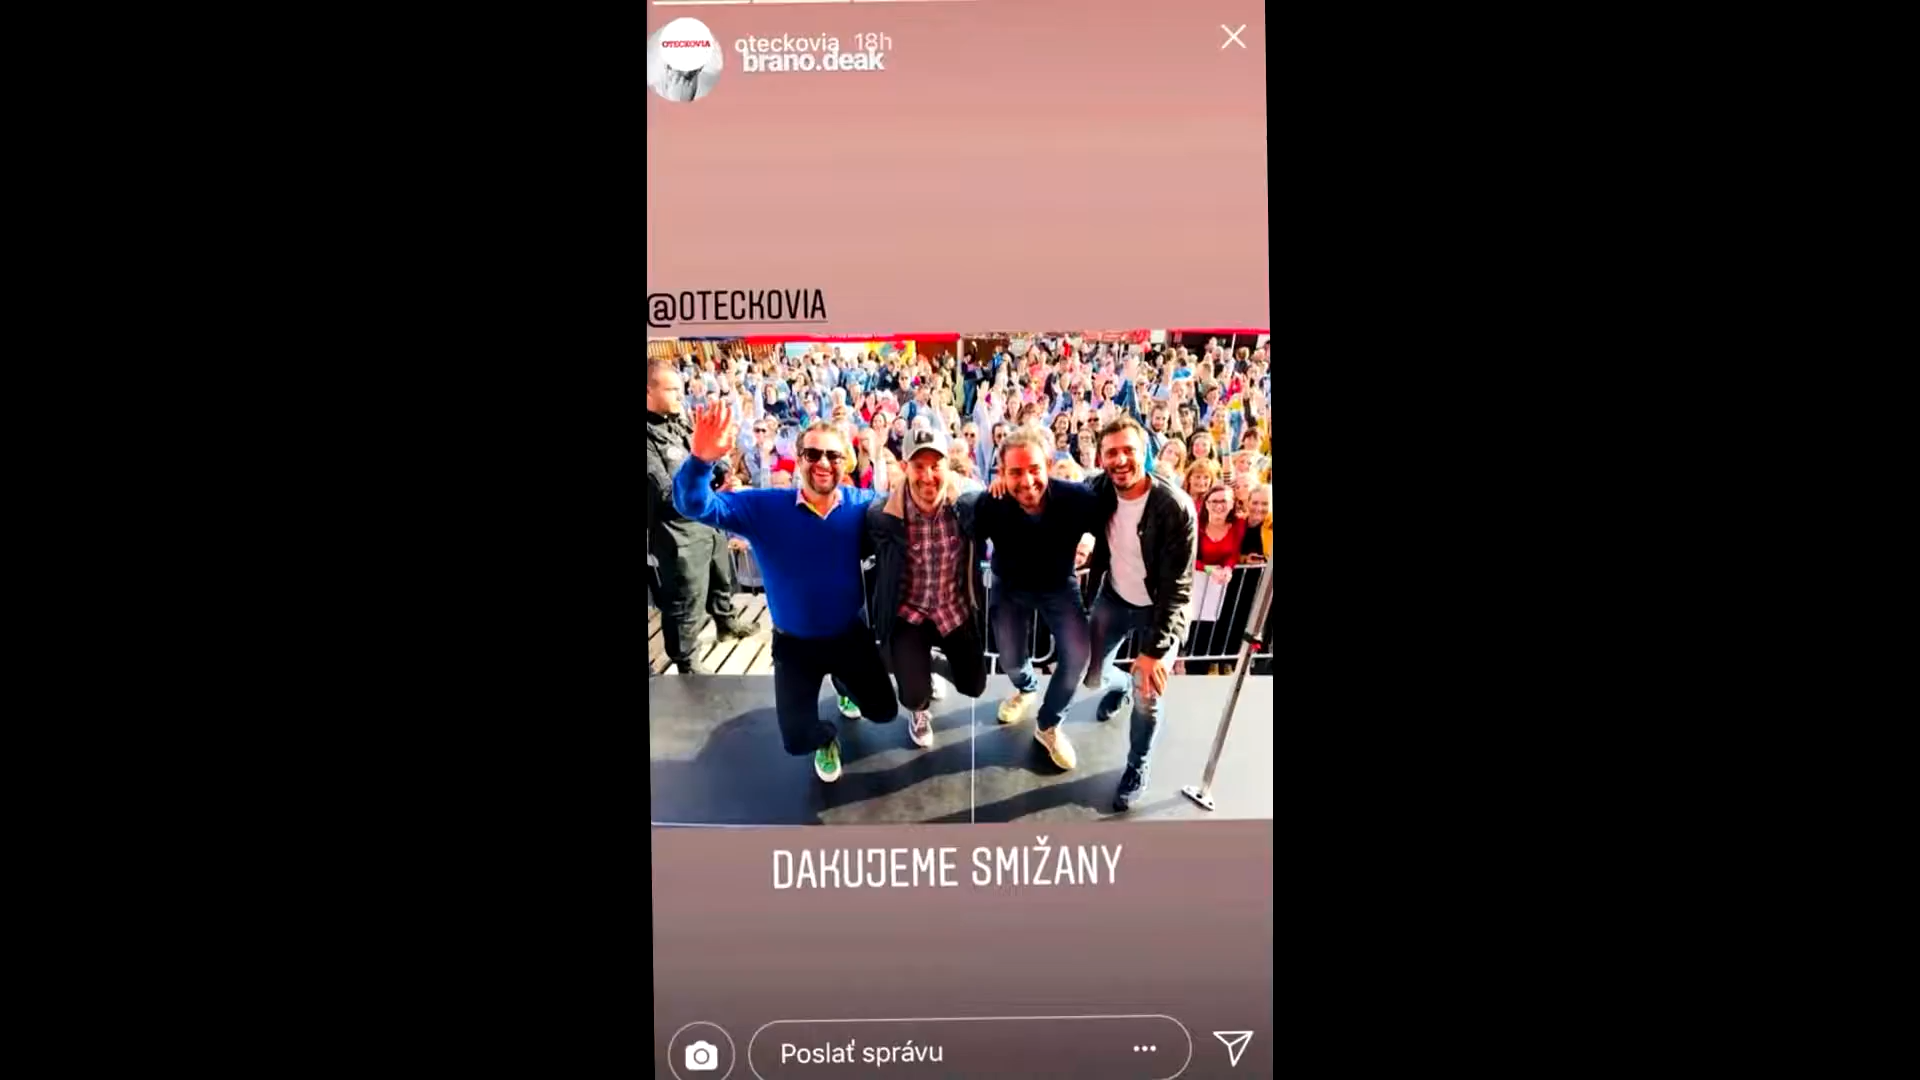 OTECKOVIA
oteckovia 18h
brano.deak
@OTECKOVIA
DAKUJEME SMIŽANY
Poslať správu